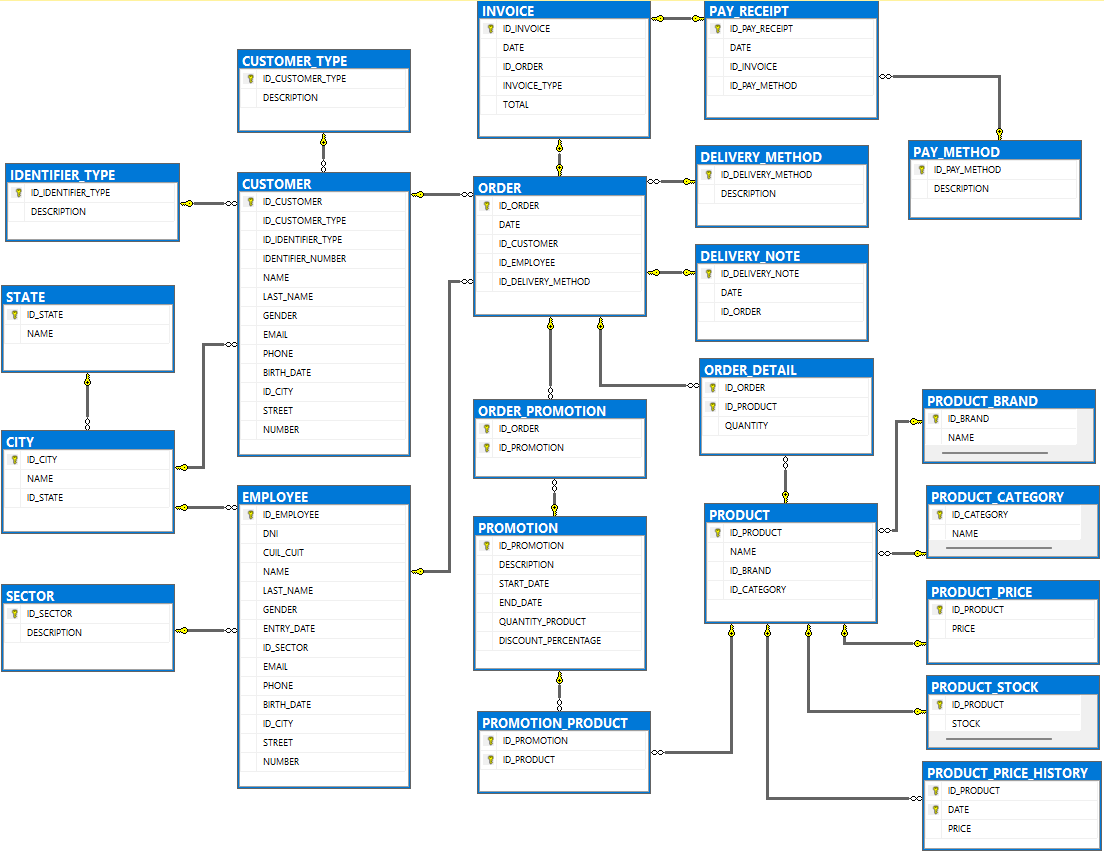 INVOICE
ID_INVOICE
DATE
ID_ORDER
INVOICE_TYPE
TOTAL
PAY_RECEIPT
ID_PAY_RECEIPT
DATE
ID_INVOICE
ID_PAY_METHOD
CUSTOMER_TYPE
ID_CUSTOMER_TYPE
DESCRIPTION
PAY_METHOD
ID_PAY_METHOD
DESCRIPTION
IDENTIFIER_TYPE
ID_IDENTIFIER_TYPE
DESCRIPTION
CUSTOMER
ID_CUSTOMER
ID_CUSTOMER_TYPE
ID_IDENTIFIER_TYPE
IDENTIFIER_NUMBER
NAME
LAST_NAME
GENDER
EMAIL
PHONE
BIRTH_DATE
ID_CITY
STREET
NUMBER
ORDER
ID_ORDER
DATE
ID_CUSTOMER
ID_EMPLOYEE
ID_DELIVERY_METHOD
DELIVERY_METHOD
ID_DELIVERY_METHOD
DESCRIPTION
DELIVERY_NOTE
ID_DELIVERY_NOTE
DATE
ID_ORDER
STATE
ID_STATE
NAME
ORDER_DETAIL
ID_ORDER
ID_PRODUCT
QUANTITY
PRODUCT_BRAND
ID_BRAND
NAME
ORDER_PROMOTION
ID_ORDER
ID_PROMOTION
CITY
ID_CITY
NAME
ID_STATE
EMPLOYEE
ID_EMPLOYEE
DNI
CUIL_CUIT
NAME
LAST_NAME
GENDER
ENTRY_DATE
ID_SECTOR
EMAIL
PHONE
BIRTH_DATE
ID_CITY
STREET
NUMBER
PROMOTION
ID_PROMOTION
DESCRIPTION
START_DATE
END_DATE
QUANTITY_PRODUCT
DISCOUNT_PERCENTAGE
PRODUCT
ID_PRODUCT
NAME
ID_BRAND
ID_CATEGORY
PRODUCT_CATEGORY
ID_CATEGORY
NAME
SECTOR
ID_SECTOR
DESCRIPTION
PRODUCT_PRICE
ID_PRODUCT
PRICE
PRODUCT_STOCK
ID_PRODUCT
STOCK
PROMOTION_PRODUCT
ID_PROMOTION
ID_PRODUCT
PRODUCT_PRICE_HISTORY
ID_PRODUCT
DATE
PRICE